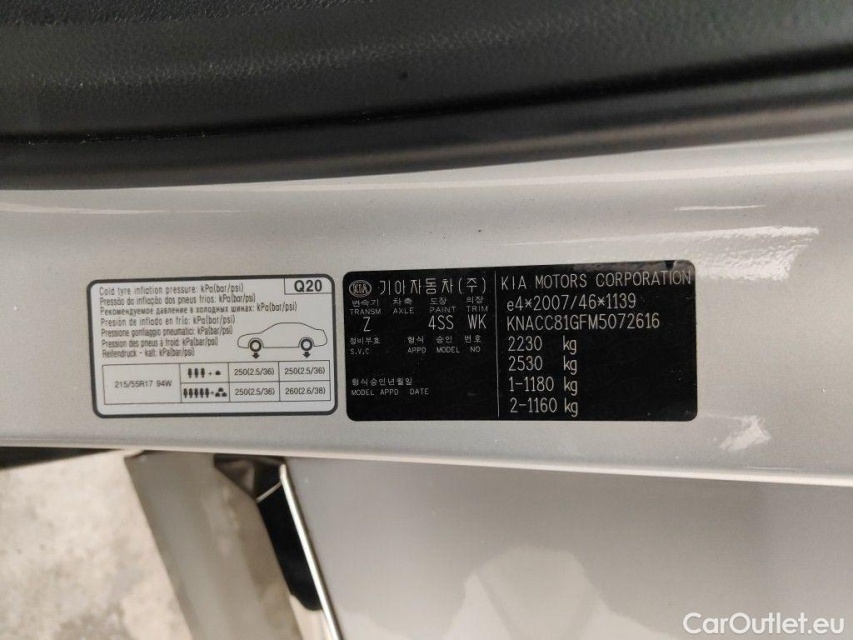 Cold tyre inflation pressure: kPa(bar/psi)
Q20
Pressão da inflação dos pneus frios: kPa(bar/psi)
Рекомендуемое давление в холодных шинах: kPa(bar/psi)
Presión de inflado en frío: kPa(bar/psi)
Pressione gonfiaggio pneumatici: kPa(bar/psi)
Pression des pneus à froid: kPa(bar/psi)
Reifendruck - kalt: kPa(bar/psi)
215/55R17 94W
250(2.5/36) 250(2.5/36)
250(2.5/36) 260(2.6/38)
KIA 기아자동차(주)
변속기 차축 도장 의장
TRANSM AXLE PAINT TRIM
Z 4SS WK
정비부호 형식 승인 번호
S.V.C APPD MODEL NO
형식승인년월일
MODEL APPD DATE
KIA MOTORS CORPORATION
e4*2007/46*1139
KNACC81GFM5072616
2230 kg
2530 kg
1-1180 kg
2-1160 kg
CarOutlet.eu